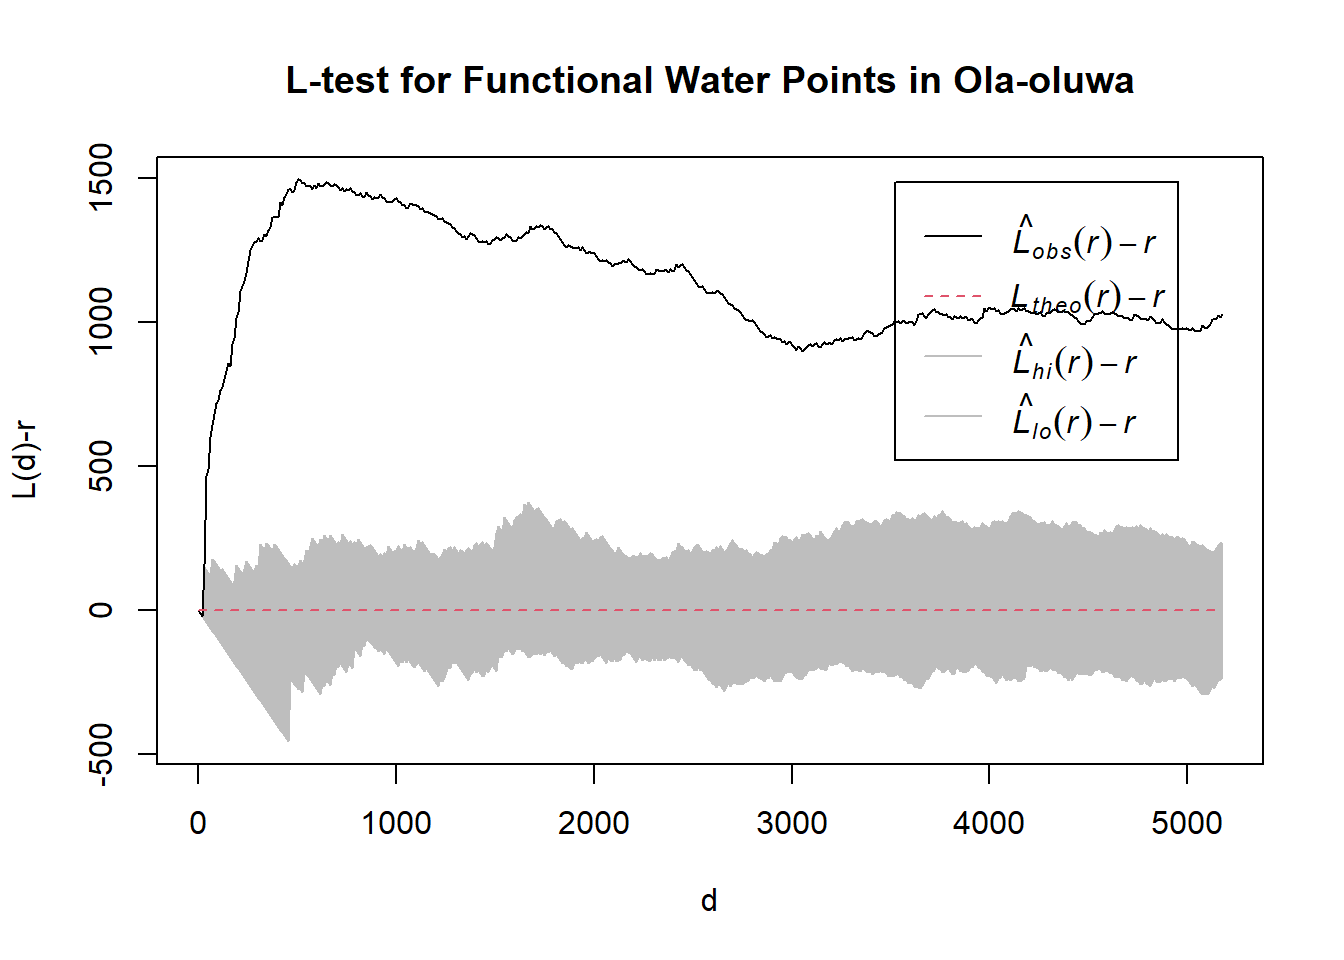 L-test for Functional Water Points in Ola-oluwa
L(d)-r
1500
1000
500
0
-500
L̂obs(r) – r
Ltheo(r) – r
L̂hi(r) – r
L̂lo(r) – r
0 1000 2000 3000 4000 5000
d